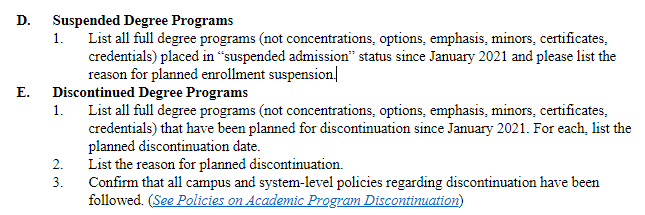 D. Suspended Degree Programs
1. List all full degree programs (not concentrations, options, emphasis, minors, certificates,
credentials) placed in “suspended admission” status since January 2021 and please list the
reason for planned enrollment suspension.
E. Discontinued Degree Programs
1. List all full degree programs (not concentrations, options, emphasis, minors, certificates,
credentials) that have been planned for discontinuation since January 2021. For each, list the
planned discontinuation date.
2. List the reason for planned discontinuation.
3. Confirm that all campus and system-level policies regarding discontinuation have been
followed. (See Policies on Academic Program Discontinuation)